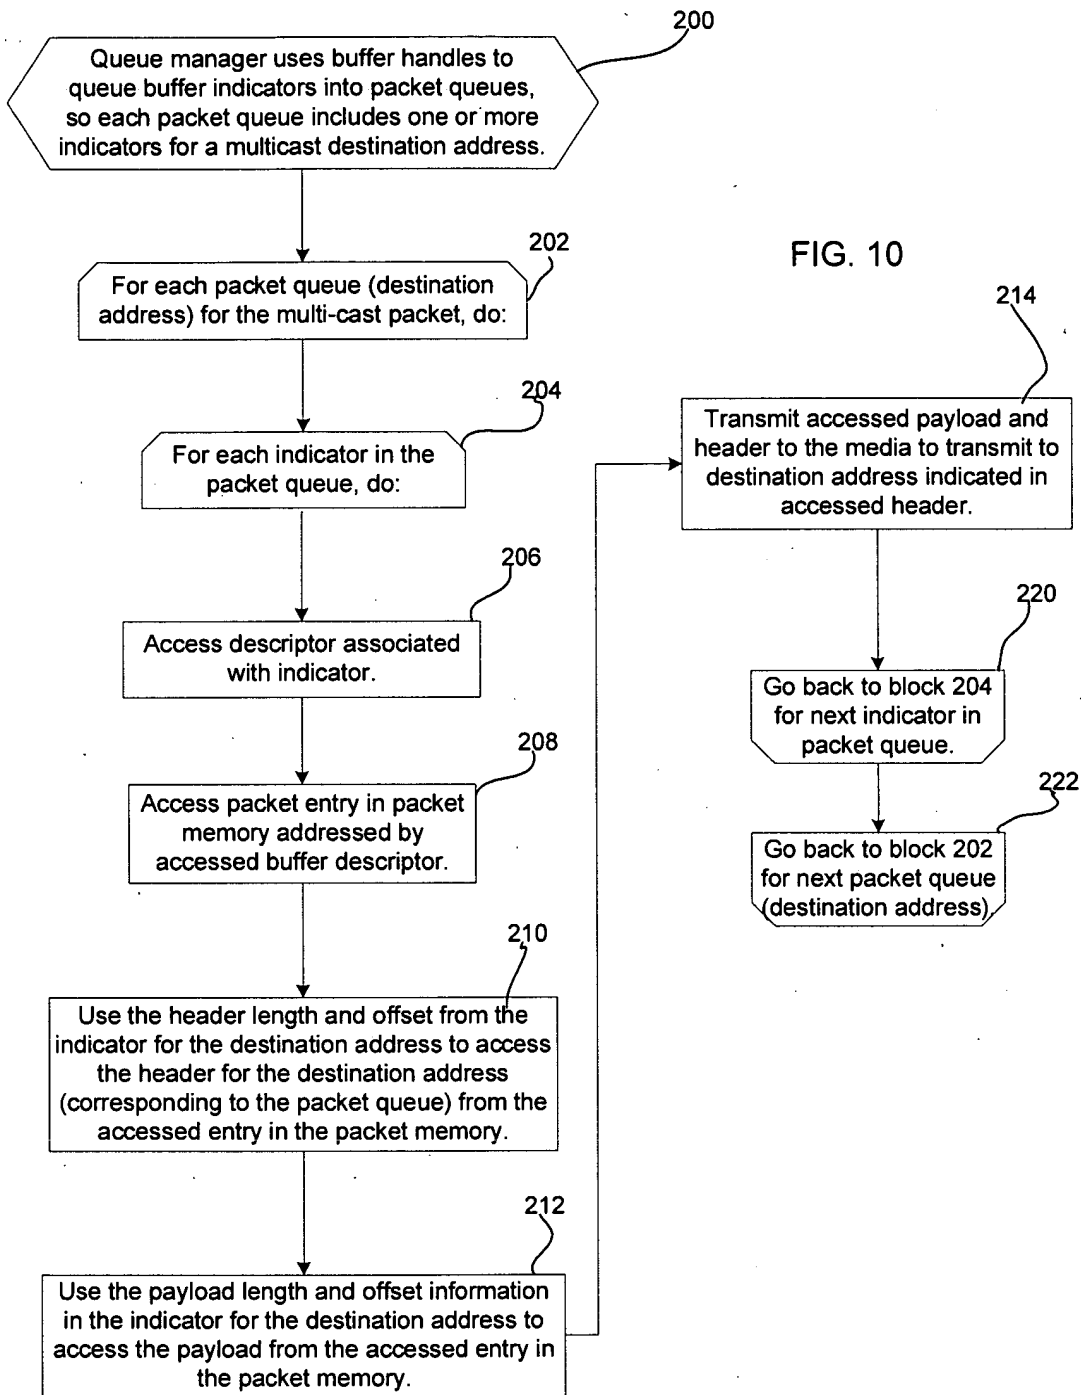 200
Queue manager uses buffer handles to
queue buffer indicators into packet queues,
so each packet queue includes one or more
indicators for a multicast destination address.
202
For each packet queue (destination
address) for the multi-cast packet, do:
204
For each indicator in the
packet queue, do:
206
Access descriptor associated
with indicator.
208
Access packet entry in packet
memory addressed by
accessed buffer descriptor.
210
Use the header length and offset from the
indicator for the destination address to access
the header for the destination address
(corresponding to the packet queue) from the
accessed entry in the packet memory.
212
Use the payload length and offset information
in the indicator for the destination address to
access the payload from the accessed entry in
the packet memory.
FIG. 10
214
Transmit accessed payload and
header to the media to transmit to
destination address indicated in
accessed header.
220
Go back to block 204
for next indicator in
packet queue.
222
Go back to block 202
for next packet queue
(destination address).